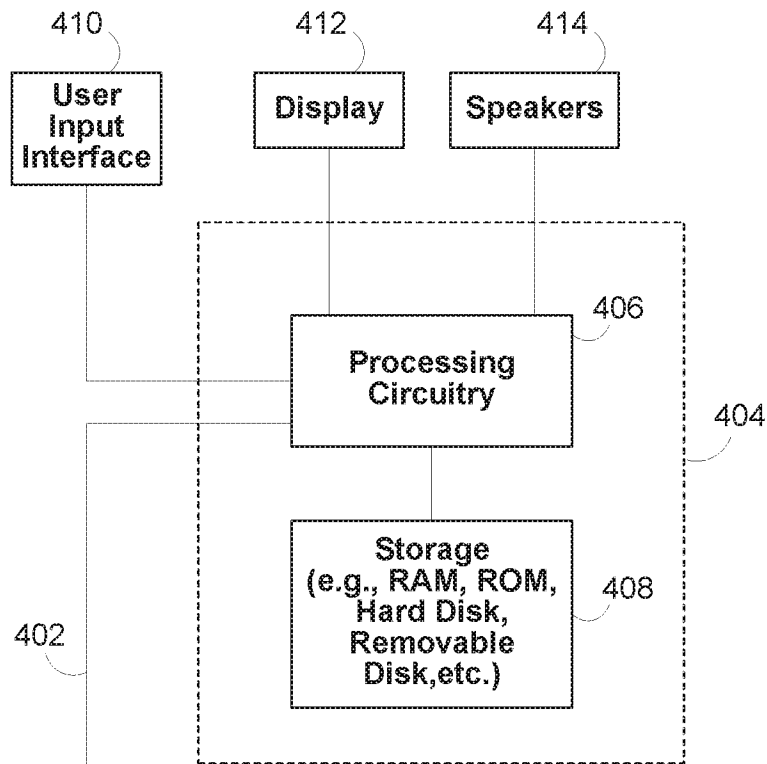 410
412
414
User
Input
Interface
Display
Speakers
406
Processing
Circuitry
404
Storage
(e.g., RAM, ROM,
Hard Disk,
Removable
Disk,etc.)
408
402